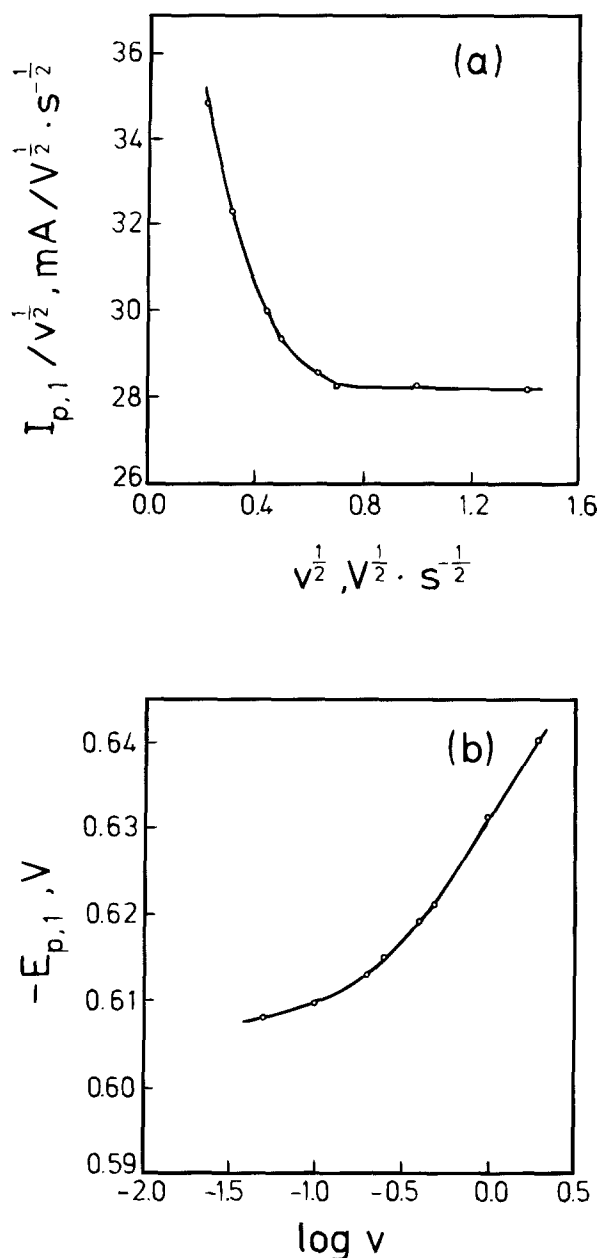 (a)
36
34
32
30
28
26
0.0 0.4 0.8 1.2 1.6
I_{p,1} / v^{1/2}, mA / V^{1/2} · s^{-1/2}
v^{1/2}, V^{1/2} · s^{-1/2}
(b)
0.64
0.63
0.62
0.61
0.60
0.59
-2.0 -1.5 -1.0 -0.5 0.0 0.5
-E_{p,1}, V
log v